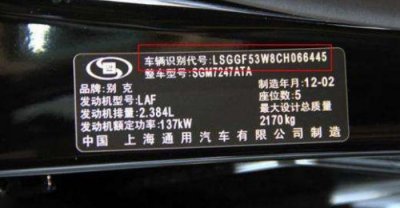 车辆识别代号:LSGGF53W8CH066445
整车型号:SGM7247ATA
品牌:别克 制造年月:12-02
发动机型号:LAF 座位数:5
发动机排量:2.384L 最大设计总质量
发动机额定功率:137kW 2170kg
中国 上海通用汽车有限公司制造